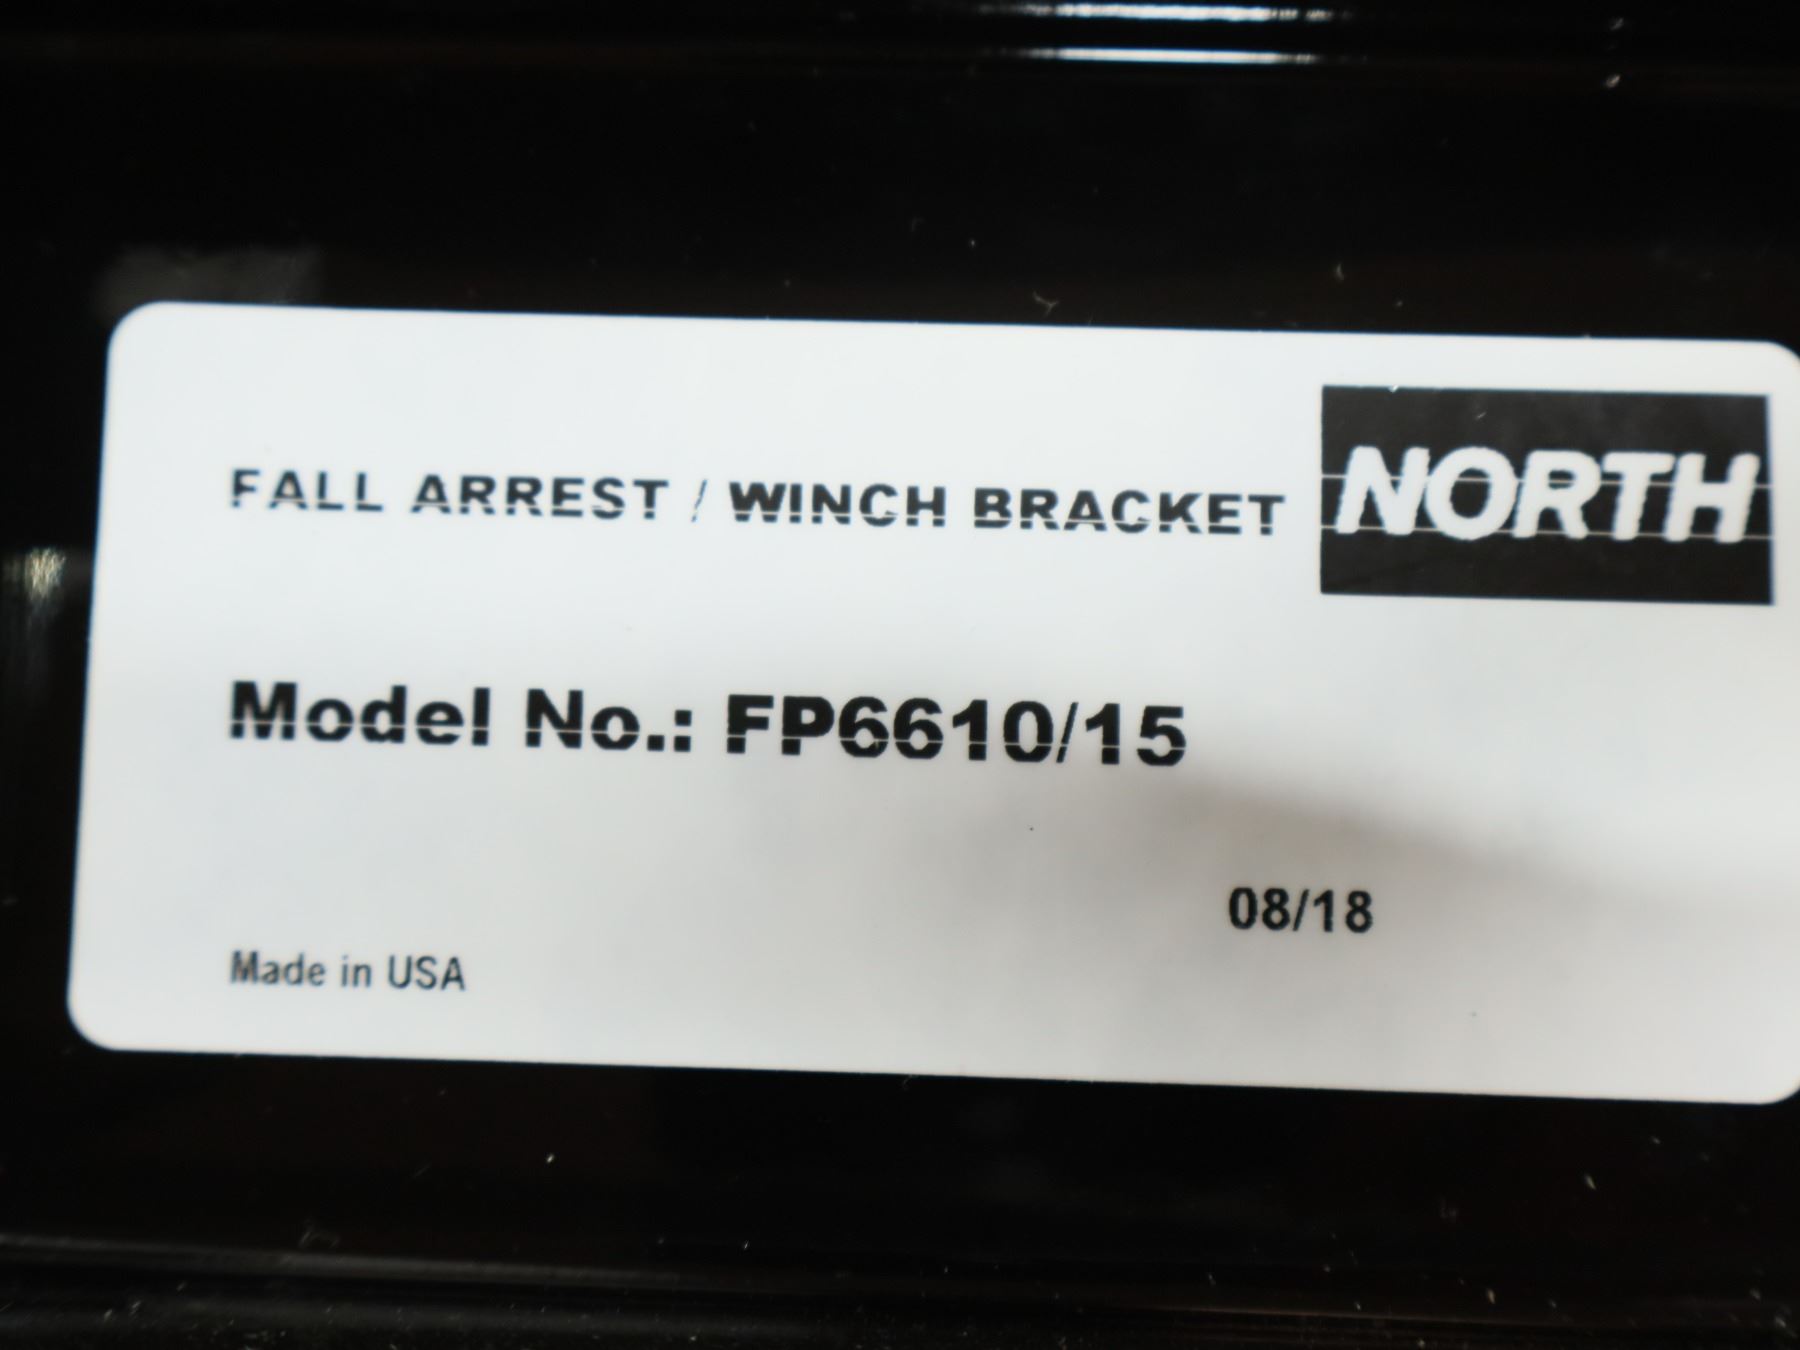 FALL ARREST / WINCH BRACKET
NORTH
Model No.: FP6610/15
08/18
Made in USA